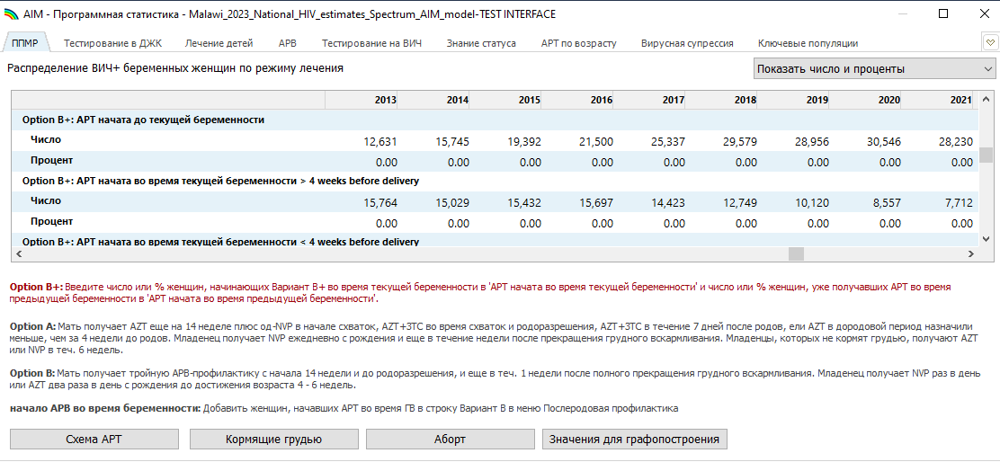 AIM - Программная статистика - Malawi_2023_National_HIV_estimates_Spectrum_AIM_model-TEST INTERFACE
ППМР Тестирование в ДЖК Лечение детей АРВ Тестирование на ВИЧ Знание статуса АРТ по возрасту Вирусная супрессия Ключевые популяции
Распределение ВИЧ+ беременных женщин по режиму лечения Показать число и проценты
2013 2014 2015 2016 2017 2018 2019 2020 2021
Option B+: АРТ начата до текущей беременности
Число 12,631 15,745 19,392 21,500 25,337 29,579 28,956 30,546 28,230
Процент 0.00 0.00 0.00 0.00 0.00 0.00 0.00 0.00 0.00
Option B+: АРТ начата во время текущей беременности > 4 weeks before delivery
Число 15,764 15,029 15,432 15,697 14,423 12,749 10,120 8,557 7,712
Процент 0.00 0.00 0.00 0.00 0.00 0.00 0.00 0.00 0.00
Option B+: АРТ начата во время текущей беременности < 4 weeks before delivery
Option B+: Введите число или % женщин, начинающих Вариант B+ во время текущей беременности в 'АРТ начата во время текущей беременности' и число или % женщин, уже получавших АРТ во время
предыдущей беременности в 'АРТ начата во время предыдущей беременности'.
Option A: Мать получает AZT еще на 14 неделе плюс од-NVP в начале схваток, AZT+3TC во время схваток и родоразрешения, AZT+3TC в течение 7 дней после родов, ели AZT в дородовой период назначили
меньше, чем за 4 недели до родов. Младенец получает NVP ежедневно с рождения и еще в течение недели после прекращения грудного вскармливания. Младенцы, которых не кормят грудью, получают AZT
или NVP в теч. 6 недель.
Option B: Мать получает тройную АРВ-профилактику с начала 14 недели и до родоразрешения, и еще в теч. 1 недели после полного прекращения грудного вскармливания. Младенец получает NVP раз в день
или AZT два раза в день с рождения до достижения возраста 4 - 6 недель.
начало АРВ во время беременности: Добавить женщин, начавших АРТ во время ГВ в строку Вариант B в меню Послеродовая профилактика
Схема АРТ Кормящие грудью Аборт Значения для графопостроения